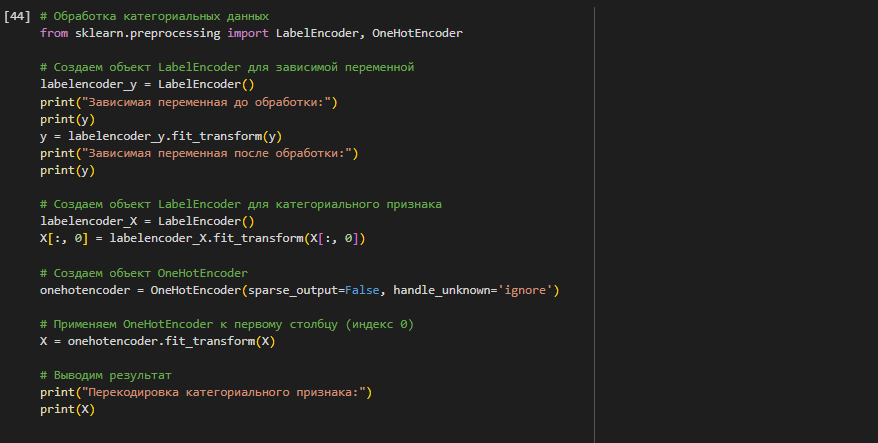 [44] # Обработка категориальных данных
from sklearn.preprocessing import LabelEncoder, OneHotEncoder
# Создаем объект LabelEncoder для зависимой переменной
labelencoder_y = LabelEncoder()
print("Зависимая переменная до обработки:")
print(y)
y = labelencoder_y.fit_transform(y)
print("Зависимая переменная после обработки:")
print(y)
# Создаем объект LabelEncoder для категориального признака
labelencoder_X = LabelEncoder()
X[:, 0] = labelencoder_X.fit_transform(X[:, 0])
# Создаем объект OneHotEncoder
onehotencoder = OneHotEncoder(sparse_output=False, handle_unknown='ignore')
# Применяем OneHotEncoder к первому столбцу (индекс 0)
X = onehotencoder.fit_transform(X)
# Выводим результат
print("Перекодировка категориального признака:")
print(X)